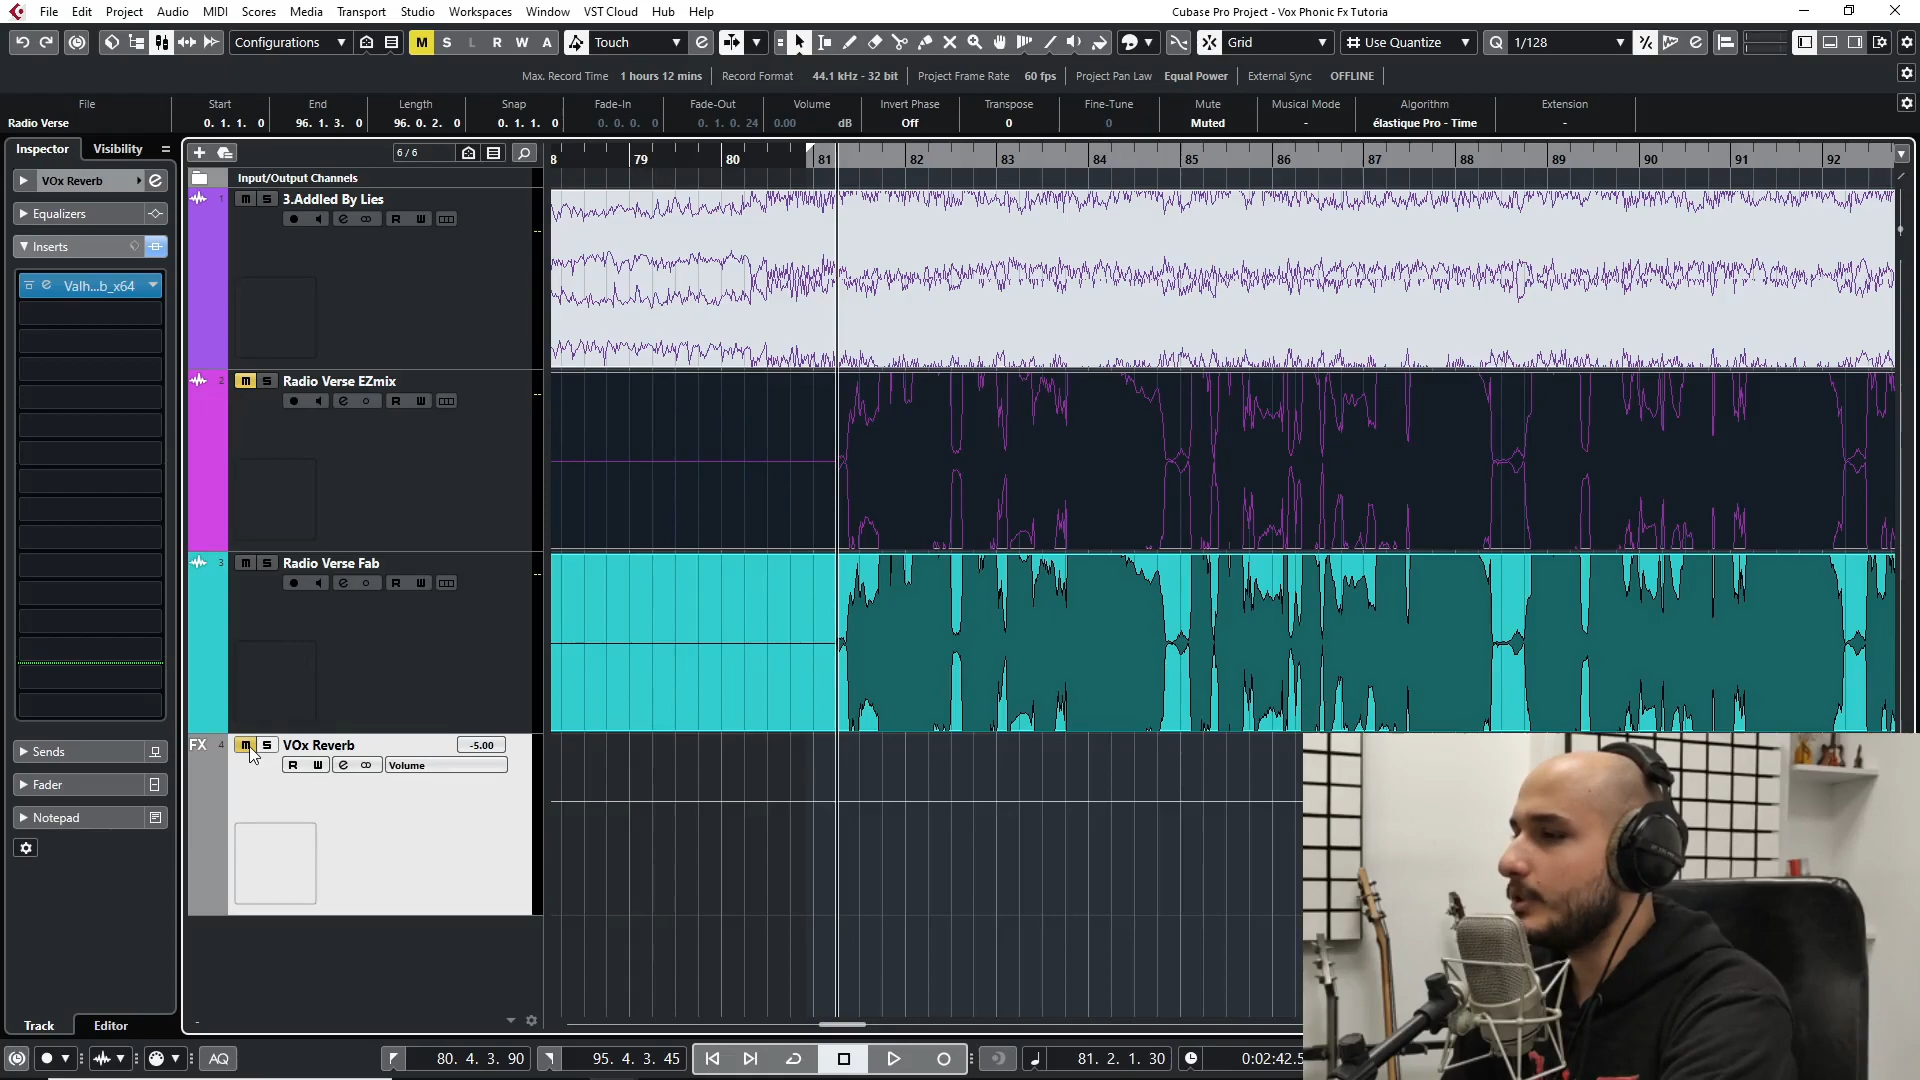 File Edit Project Audio MIDI Scores Media Transport Studio Workspaces Window VST Cloud Hub Help
Cubase Pro Project - Vox Phonic Fx Tutoria
Configurations M S L R W A Touch Grid Use Quantize Q 1/128
Max. Record Time 1 hours 12 mins Record Format 44.1 kHz - 32 bit Project Frame Rate 60 fps Project Pan Law Equal Power External Sync OFFLINE
File Start End Length Snap Fade-In Fade-Out Volume Invert Phase Transpose Fine-Tune Mute Musical Mode Algorithm Extension
Radio Verse 0. 1. 1. 0 96. 1. 3. 0 96. 0. 2. 0 0. 1. 1. 0 0. 0. 0. 0 0. 1. 0. 24 0.00 dB Off 0 0 Muted - élastique Pro - Time -
Inspector Visibility
6 / 6
8 79 80 81 82 83 84 85 86 87 88 89 90 91 92
VOx Reverb
Input/Output Channels
1 m S 3.Addled By Lies
R W
Equalizers
Inserts
Valh...b_x64
2 m S Radio Verse EZmix
R W
3 m S Radio Verse Fab
R W
FX 4 m S VOx Reverb -5.00
R W Volume
Sends
Fader
Notepad
Track Editor
AQ 80. 4. 3. 90 95. 4. 3. 45 81. 2. 1. 30 0:02:42.5